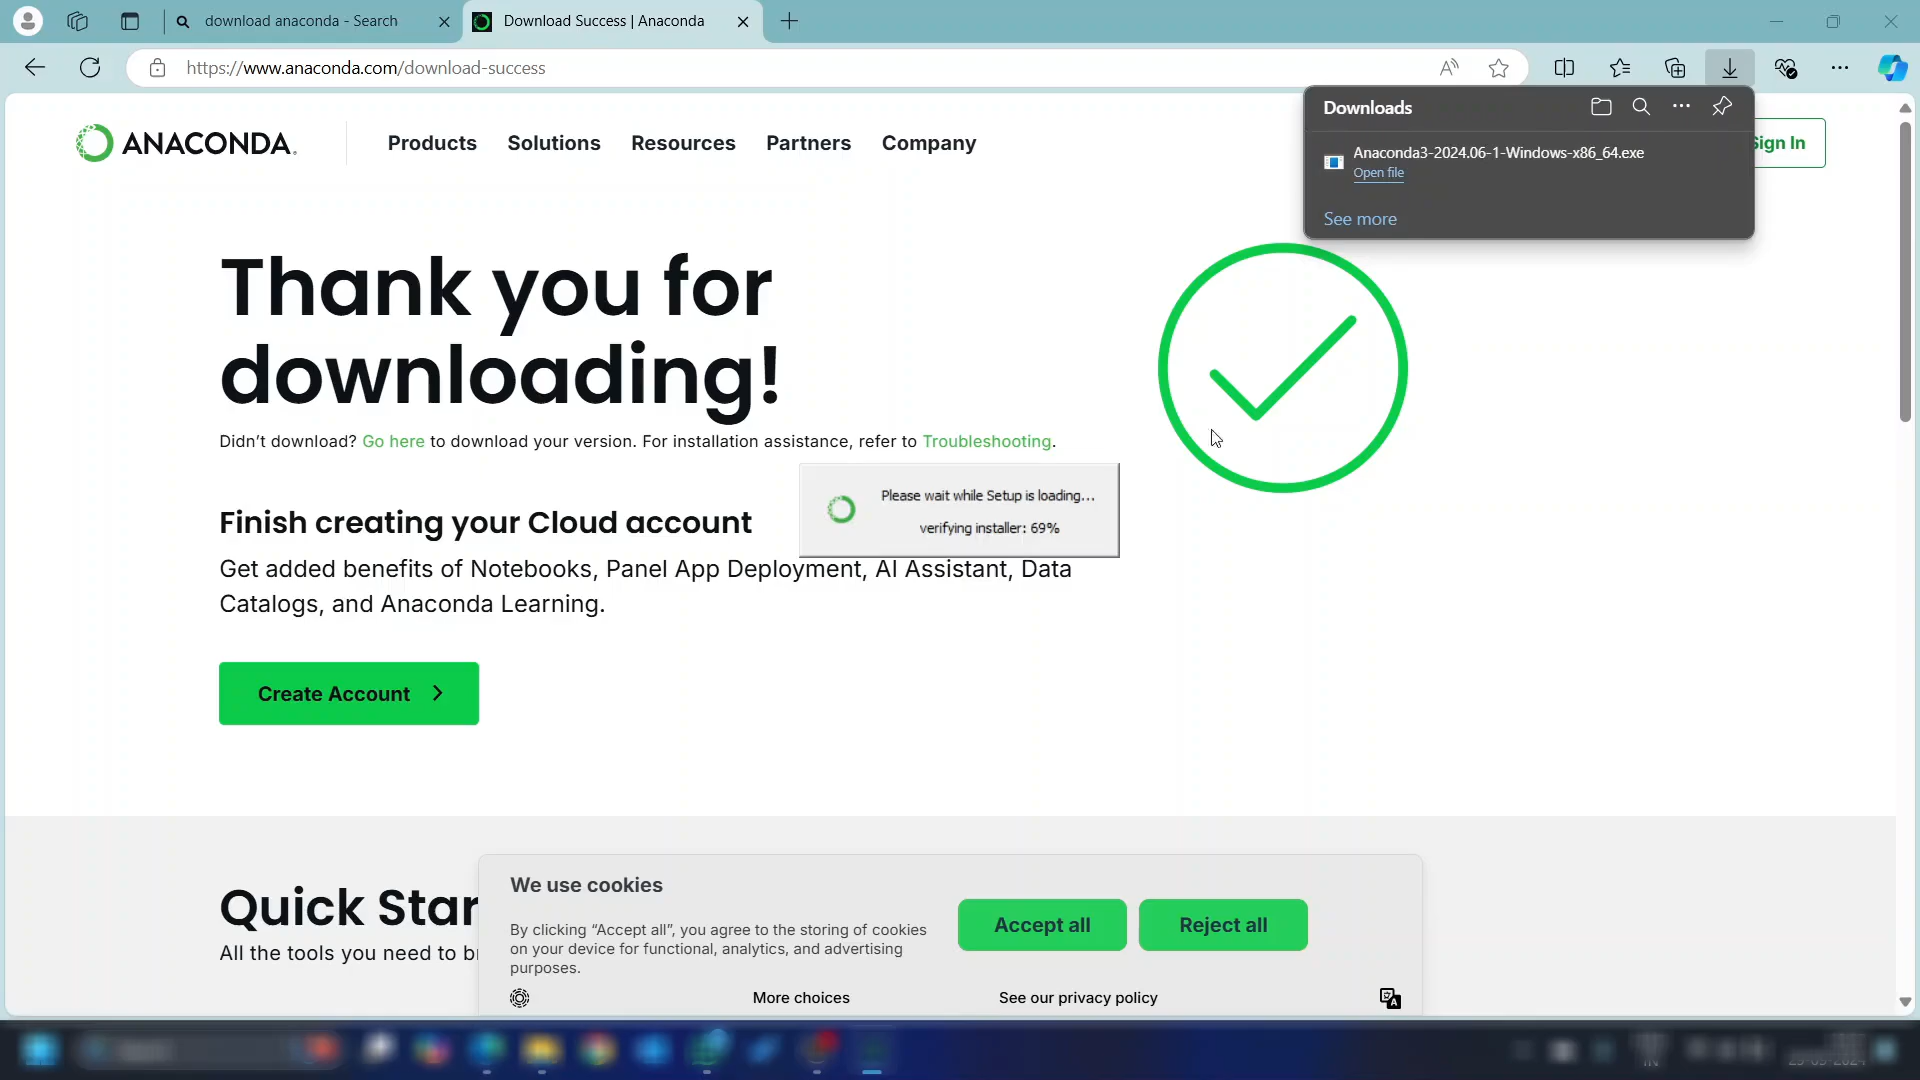 download anaconda - Search
Download Success | Anaconda
https://www.anaconda.com/download-success
Downloads
Anaconda3-2024.06-1-Windows-x86_64.exe
Open file
See more
ANACONDA.
Products
Solutions
Resources
Partners
Company
Sign In
Thank you for
downloading!
Didn't download? Go here to download your version. For installation assistance, refer to Troubleshooting.
Please wait while Setup is loading...
verifying installer: 69%
Finish creating your Cloud account
Get added benefits of Notebooks, Panel App Deployment, AI Assistant, Data
Catalogs, and Anaconda Learning.
Create Account
Quick Star
All the tools you need to b
We use cookies
By clicking “Accept all”, you agree to the storing of cookies
on your device for functional, analytics, and advertising
purposes.
Accept all
Reject all
More choices
See our privacy policy